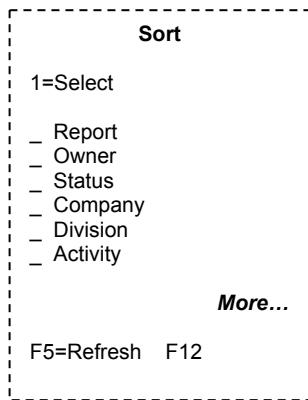 Sort
1=Select
_ Report
_ Owner
_ Status
_ Company
_ Division
_ Activity
More…
F5=Refresh F12